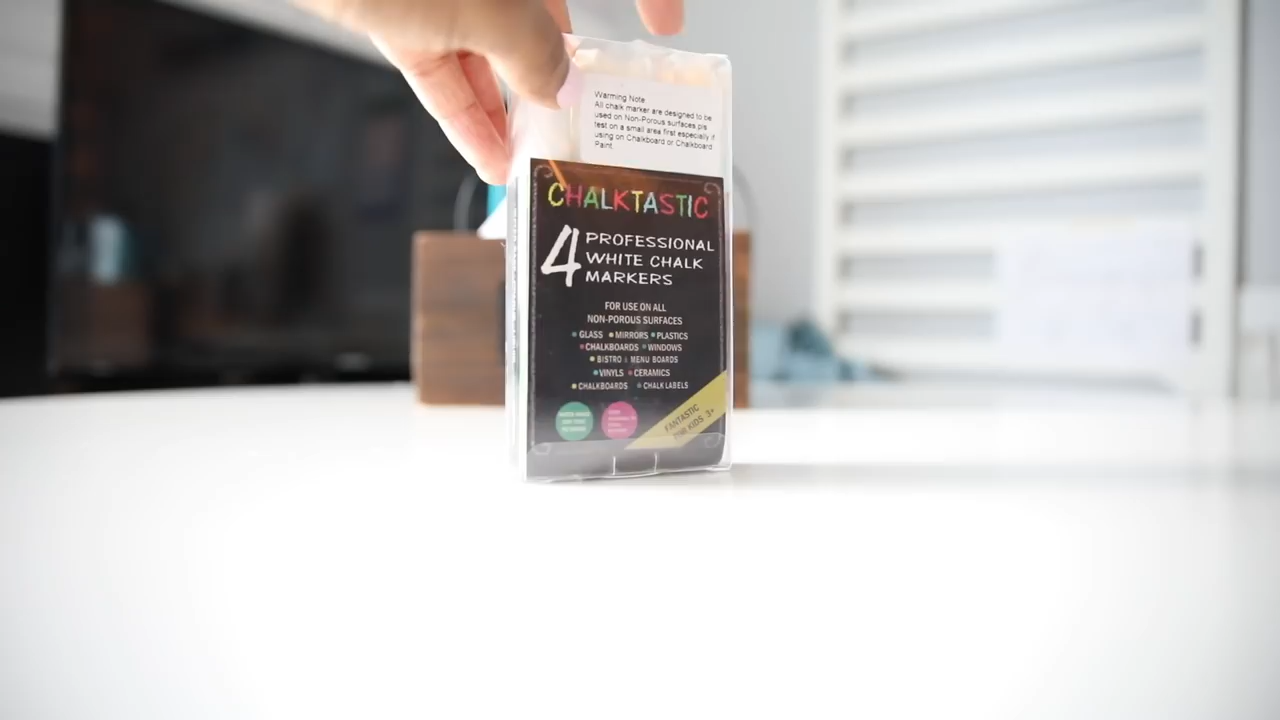 Warming Note
All chalk marker are designed to be
used on Non-Porous surfaces pls
test on a small area first especially if
using on Chalkboard or Chalkboard
Paint.
CHALKTASTIC
4 PROFESSIONAL
WHITE CHALK
MARKERS
FOR USE ON ALL
NON-POROUS SURFACES
• GLASS • MIRRORS • PLASTICS
• CHALKBOARDS • WINDOWS
• BISTRO | MENU BOARDS
• VINYLS • CERAMICS
• CHALKBOARDS • CHALK LABELS
FANTASTIC
FOR KIDS 3+